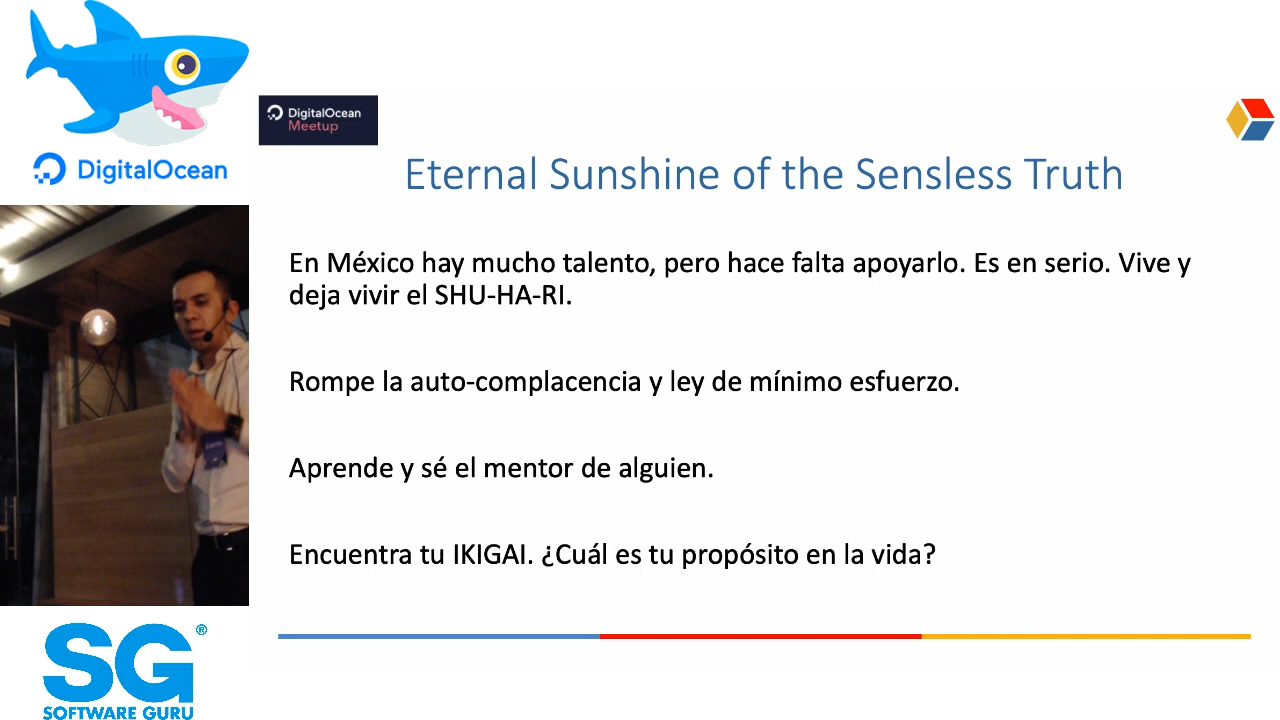 DigitalOcean
DigitalOcean
Meetup
Eternal Sunshine of the Sensless Truth
En México hay mucho talento, pero hace falta apoyarlo. Es en serio. Vive y
deja vivir el SHU-HA-RI.
Rompe la auto-complacencia y ley de mínimo esfuerzo.
Aprende y sé el mentor de alguien.
Encuentra tu IKIGAI. ¿Cuál es tu propósito en la vida?
SG®
SOFTWARE GURU